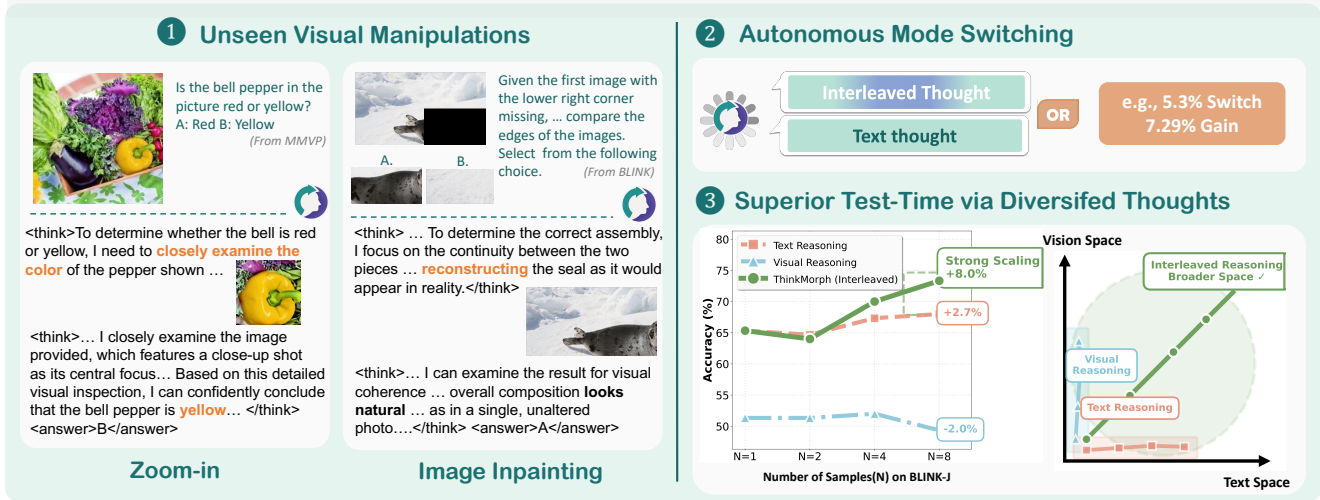 1 Unseen Visual Manipulations
Is the bell pepper in the
picture red or yellow?
A: Red B: Yellow
(From MMVP)
<think>To determine whether the bell is red
or yellow, I need to closely examine the
color of the pepper shown …
<think>… I closely examine the image
provided, which features a close-up shot
as its central focus… Based on this detailed
visual inspection, I can confidently conclude
that the bell pepper is yellow… </think>
<answer>B</answer>
Zoom-in
Given the first image with
the lower right corner
missing, … compare the
edges of the images.
Select from the following
choice.
(From BLINK)
A.
B.
<think> … To determine the correct assembly,
I focus on the continuity between the two
pieces … reconstructing the seal as it would
appear in reality.</think>
<think>… I can examine the result for visual
coherence … overall composition looks
natural … as in a single, unaltered
photo….</think> <answer>A</answer>
Image Inpainting
2 Autonomous Mode Switching
Interleaved Thought
Text thought
OR
e.g., 5.3% Switch
7.29% Gain
3 Superior Test-Time via Diversifed Thoughts
Accuracy (%)
80
75
70
65
60
55
50
Text Reasoning
Visual Reasoning
ThinkMorph (Interleaved)
Strong Scaling
+8.0%
+2.7%
-2.0%
N=1
N=2
N=4
N=8
Number of Samples(N) on BLINK-J
Vision Space
Interleaved Reasoning
Broader Space ✓
Visual
Reasoning
Text Reasoning
Text Space